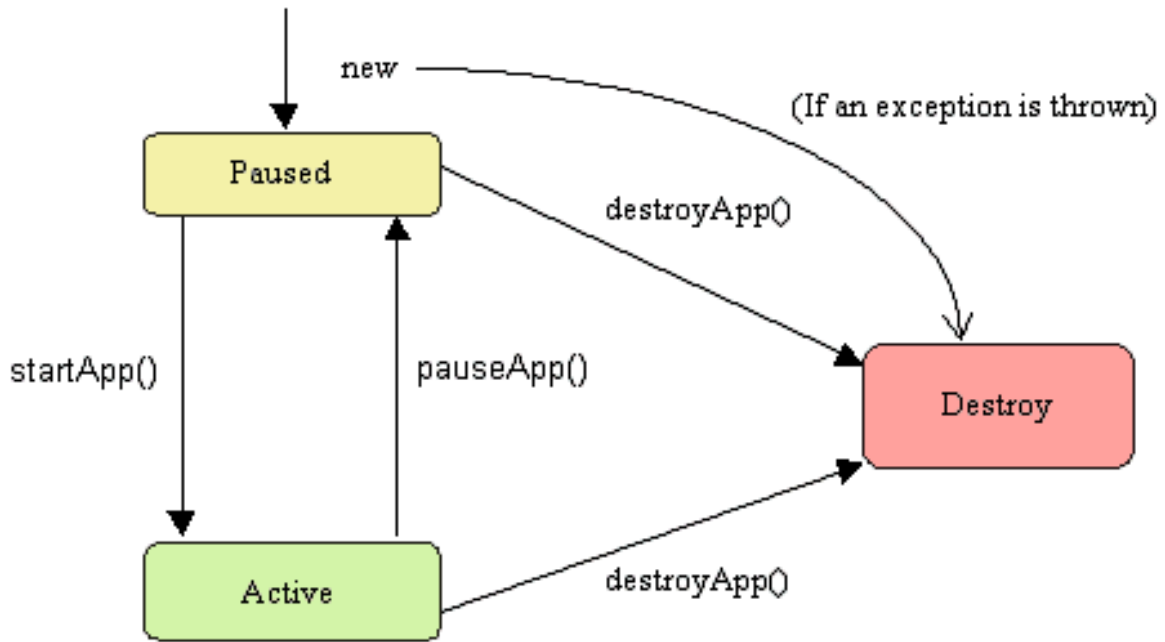 new
(If an exception is thrown)
Paused
destroyApp()
startApp()
pauseApp()
Destroy
destroyApp()
Active